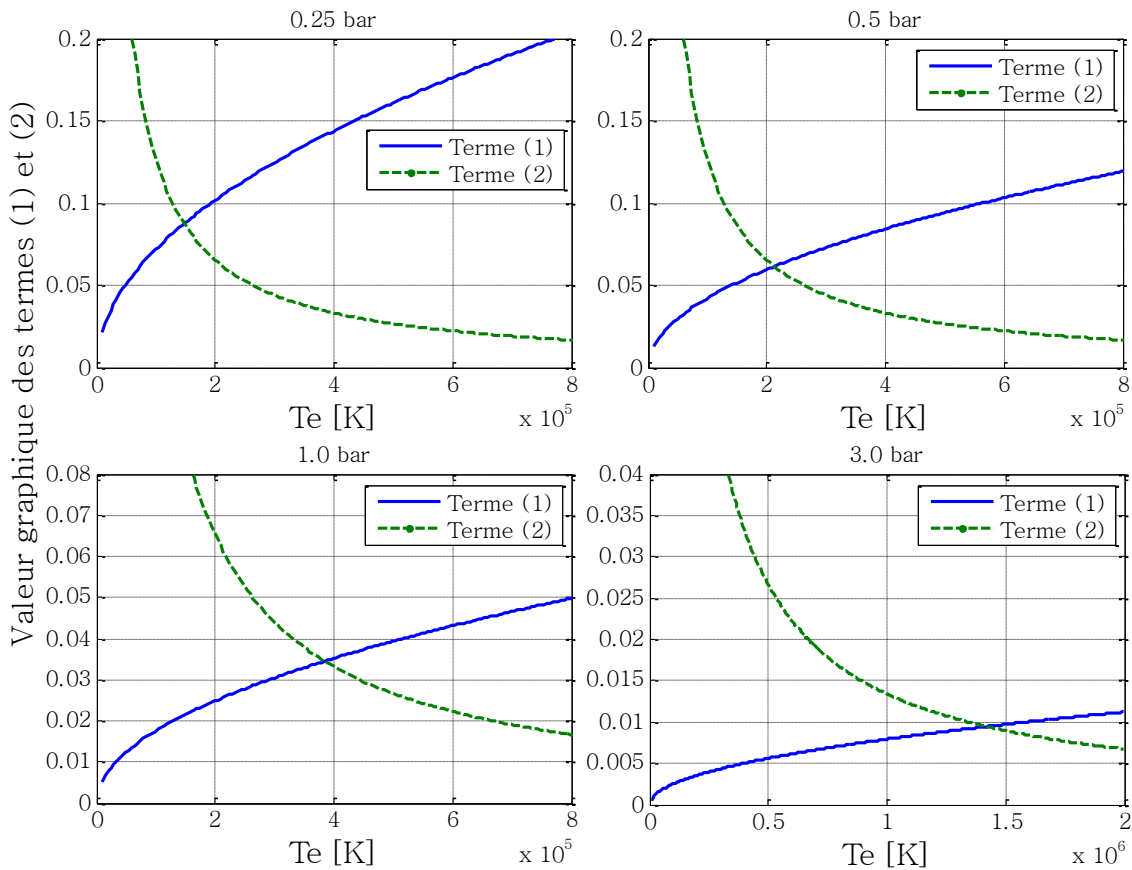 Valeur graphique des termes (1) et (2)
0.25 bar
0.2
0.15
0.1
0.05
0
0 2 4 6 8
x 10^5
Te [K]
Terme (1)
Terme (2)
0.5 bar
0.2
0.15
0.1
0.05
0
0 2 4 6 8
x 10^5
Te [K]
Terme (1)
Terme (2)
1.0 bar
0.08
0.07
0.06
0.05
0.04
0.03
0.02
0.01
0
0 2 4 6 8
x 10^5
Te [K]
Terme (1)
Terme (2)
3.0 bar
0.04
0.035
0.03
0.025
0.02
0.015
0.01
0.005
0
0 0.5 1 1.5 2
x 10^6
Te [K]
Terme (1)
Terme (2)